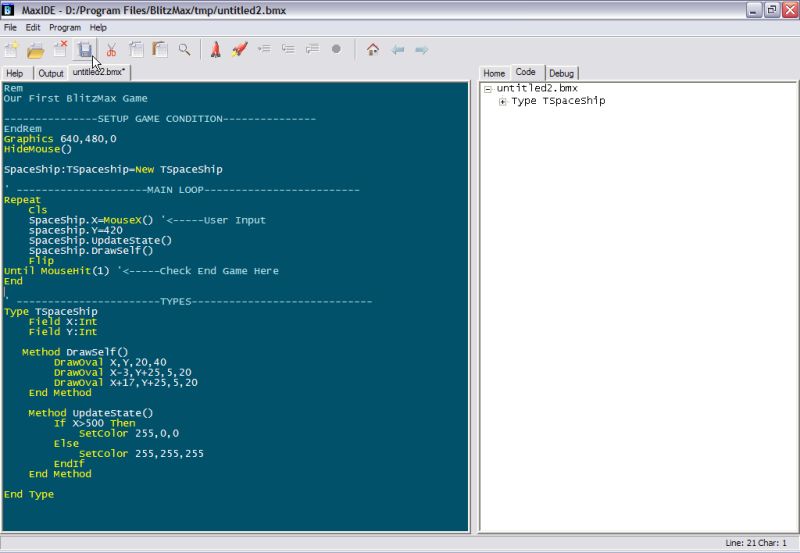 MaxIDE - D:/Program Files/BlitzMax/tmp/untitled2.bmx
File Edit Program Help
Help Output untitled2.bmx*
Home Code Debug
Rem
Our First BlitzMax Game
---------------SETUP GAME CONDITION---------------
EndRem
Graphics 640,480,0
HideMouse()
SpaceShip:TSpaceship=New TSpaceShip
' ---------------------MAIN LOOP-------------------------
Repeat
Cls
SpaceShip.X=MouseX() '<-----User Input
spaceShip.Y=420
SpaceShip.UpdateState()
SpaceShip.DrawSelf()
Flip
Until MouseHit(1) '<-----Check End Game Here
End
' -----------------------TYPES-----------------------------
Type TSpaceShip
Field X:Int
Field Y:Int
Method DrawSelf()
DrawOval X,Y,20,40
DrawOval X-3,Y+25,5,20
DrawOval X+17,Y+25,5,20
End Method
Method UpdateState()
If X>500 Then
SetColor 255,0,0
Else
SetColor 255,255,255
EndIf
End Method
End Type
untitled2.bmx
Type TSpaceShip
Line: 21 Char: 1